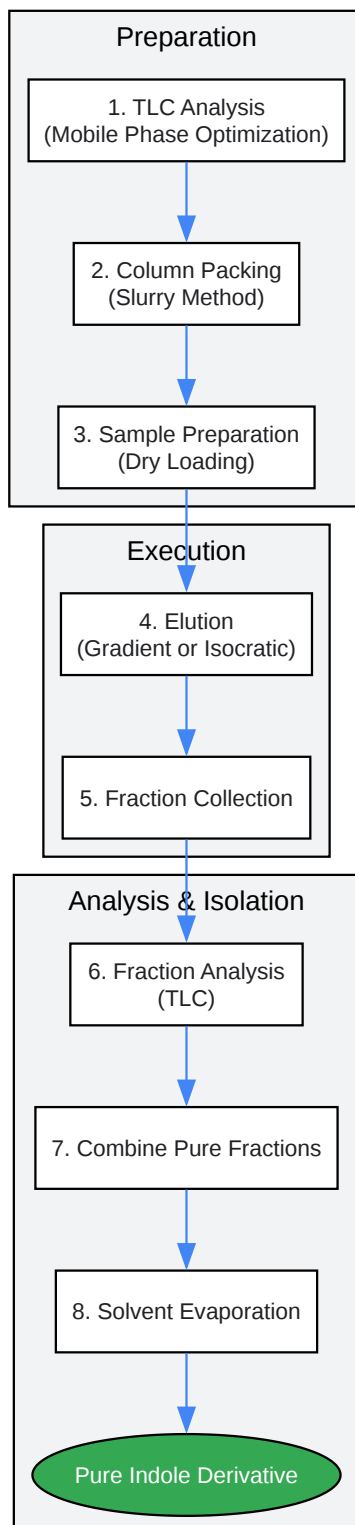 Preparation
1. TLC Analysis
(Mobile Phase Optimization)
2. Column Packing
(Slurry Method)
3. Sample Preparation
(Dry Loading)
Execution
4. Elution
(Gradient or Isocratic)
5. Fraction Collection
Analysis & Isolation
6. Fraction Analysis
(TLC)
7. Combine Pure Fractions
8. Solvent Evaporation
Pure Indole Derivative